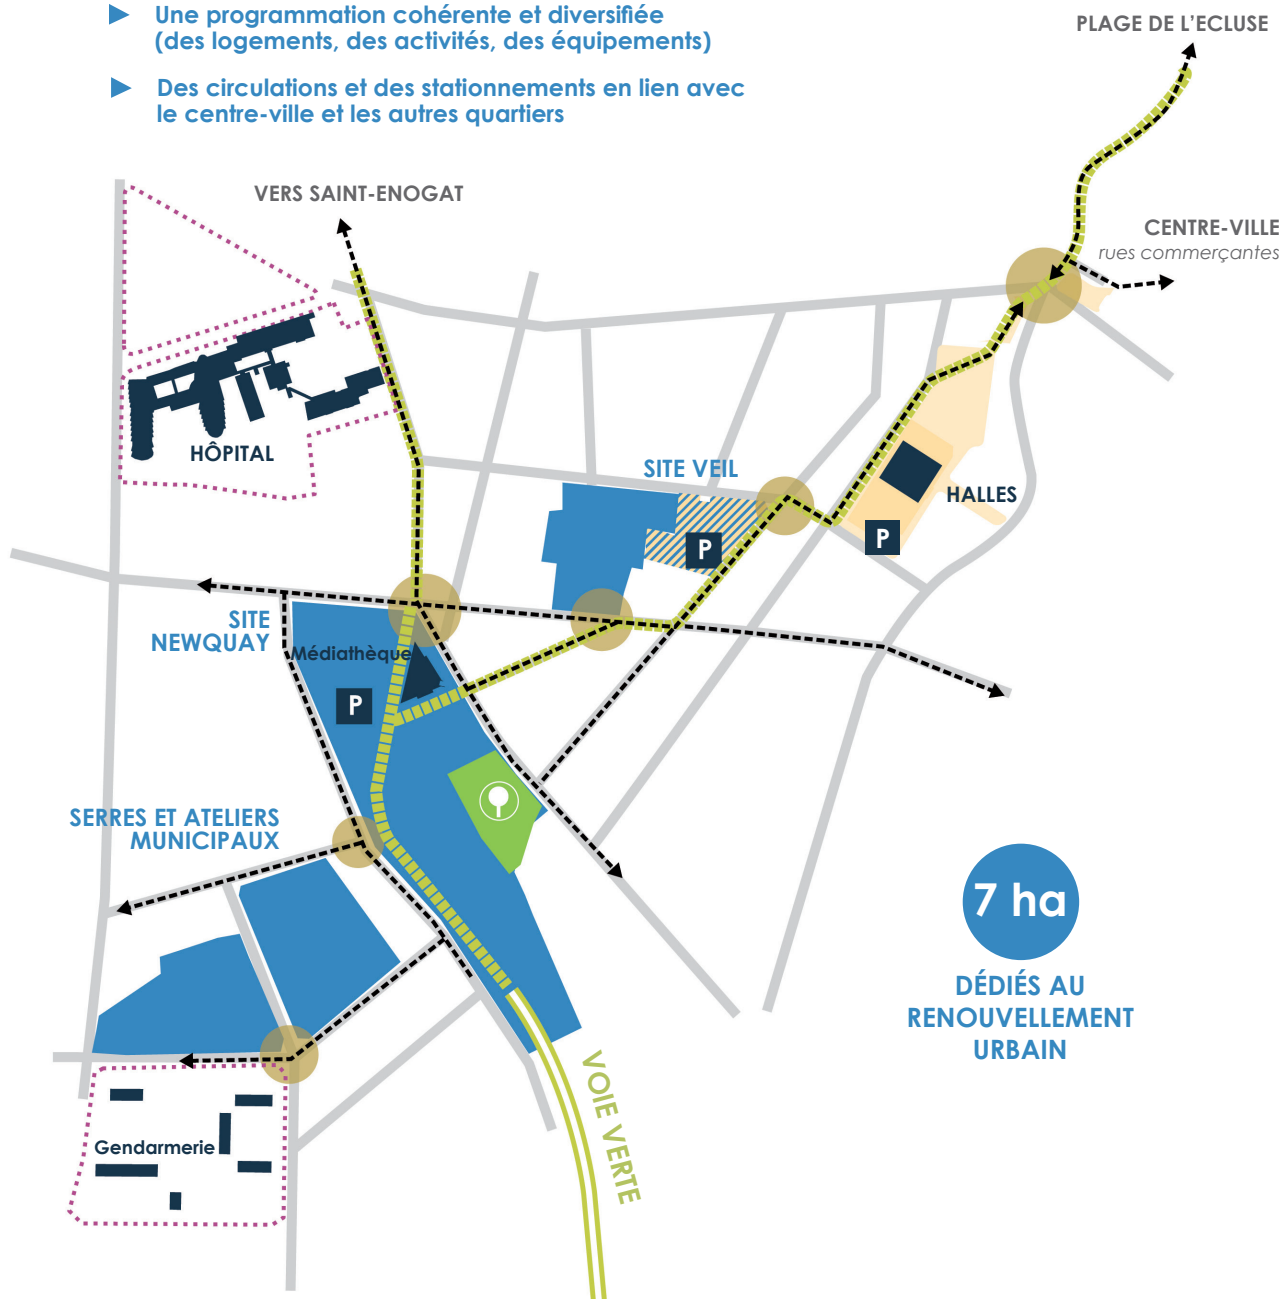 Une programmation cohérente et diversifiée
(des logements, des activités, des équipements)
Des circulations et des stationnements en lien avec
le centre-ville et les autres quartiers
PLAGE DE L'ECLUSE
VERS SAINT-ENOGAT
CENTRE-VILLE
rues commerçantes
HÔPITAL
SITE VEIL
HALLES
P
P
SITE
NEWQUAY
Médiathèque
P
SERRES ET ATELIERS
MUNICIPAUX
7 ha
DÉDIÉS AU
RENOUVELLEMENT
URBAIN
VOIE VERTE
Gendarmerie